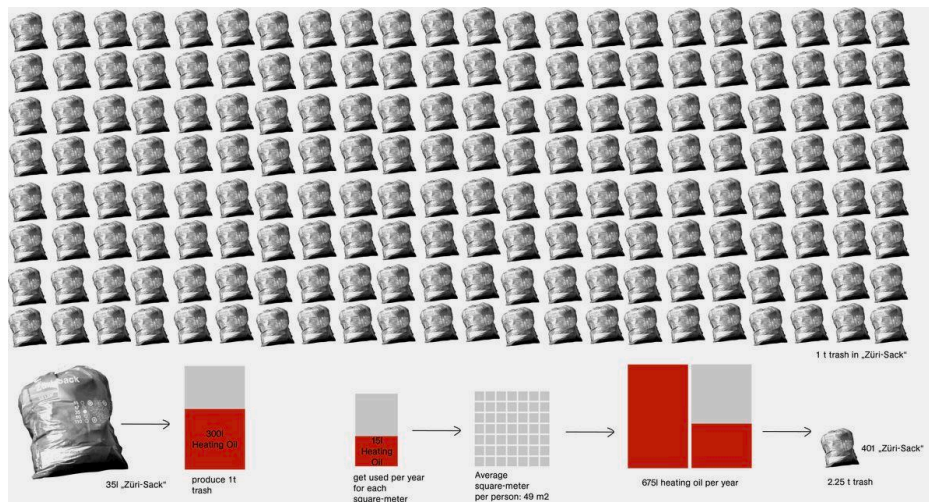 1 t trash in „Züri-Sack“
300l
Heating Oil
15l
Heating
Oil
401 „Züri-Sack“
35l „Züri-Sack“
produce 1t
trash
get used per year
for each
square-meter
Average
square-meter
per person: 49 m2
675l heating oil per year
2.25 t trash